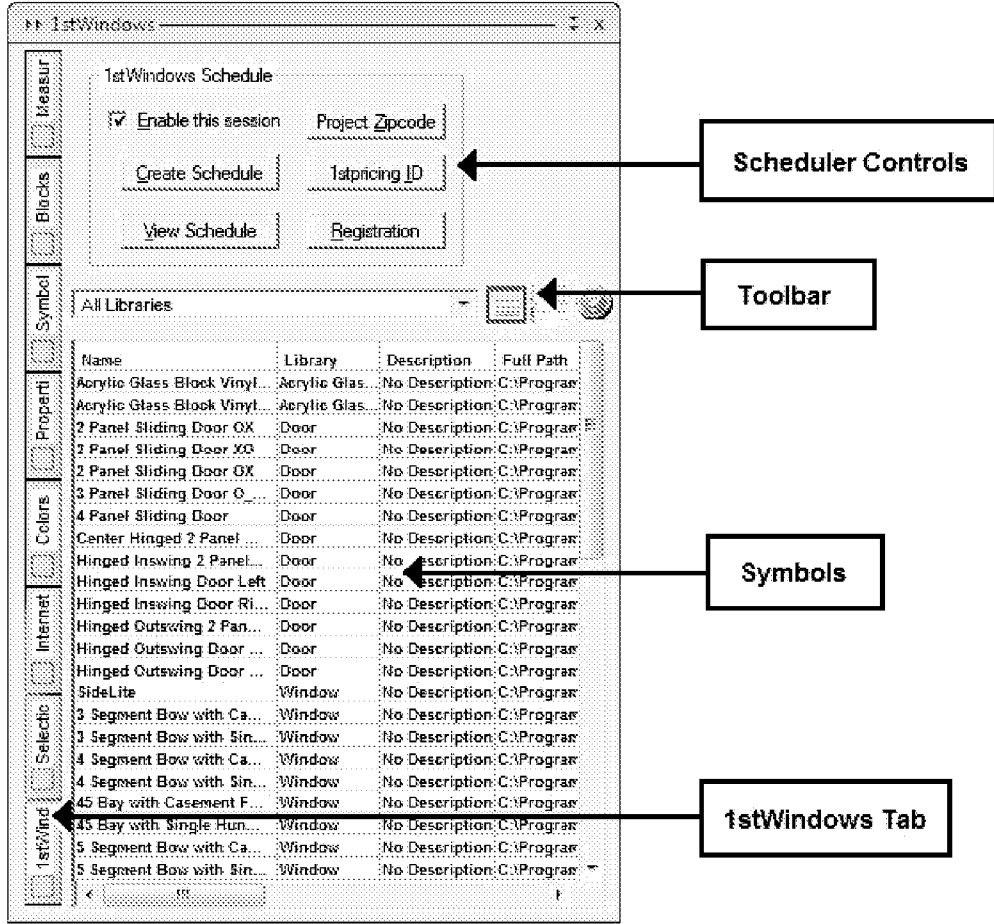 1stWindows
1stWindows Schedule
Enable this session
Project Zipcode
Create Schedule
1stpricing ID
View Schedule
Registration
Scheduler Controls
Measur
Blocks
Symbol
Properti
Colors
Internet
Selectic
1stWind
All Libraries
Toolbar
Name Library Description Full Path
Acrylic Glass Block Vinyl... Acrylic Glas... No Description C:\Program
Acrylic Glass Block Vinyl... Acrylic Glas... No Description C:\Program
2 Panel Sliding Door OX Door No Description C:\Program
2 Panel Sliding Door XO Door No Description C:\Program
2 Panel Sliding Door OX Door No Description C:\Program
3 Panel Sliding Door O_... Door No Description C:\Program
4 Panel Sliding Door Door No Description C:\Program
Center Hinged 2 Panel ... Door No Description C:\Program
Hinged Inswing 2 Panel... Door No Description C:\Program
Hinged Inswing Door Left Door No Description C:\Program
Hinged Inswing Door Ri... Door No Description C:\Program
Hinged Outswing 2 Pan... Door No Description C:\Program
Hinged Outswing Door ... Door No Description C:\Program
Hinged Outswing Door ... Door No Description C:\Program
SideLite Window No Description C:\Program
3 Segment Bow with Ca... Window No Description C:\Program
3 Segment Bow with Sin... Window No Description C:\Program
4 Segment Bow with Ca... Window No Description C:\Program
4 Segment Bow with Sin... Window No Description C:\Program
45 Bay with Casement F... Window No Description C:\Program
45 Bay with Single Hun... Window No Description C:\Program
5 Segment Bow with Ca... Window No Description C:\Program
5 Segment Bow with Sin... Window No Description C:\Program
Symbols
1stWindows Tab